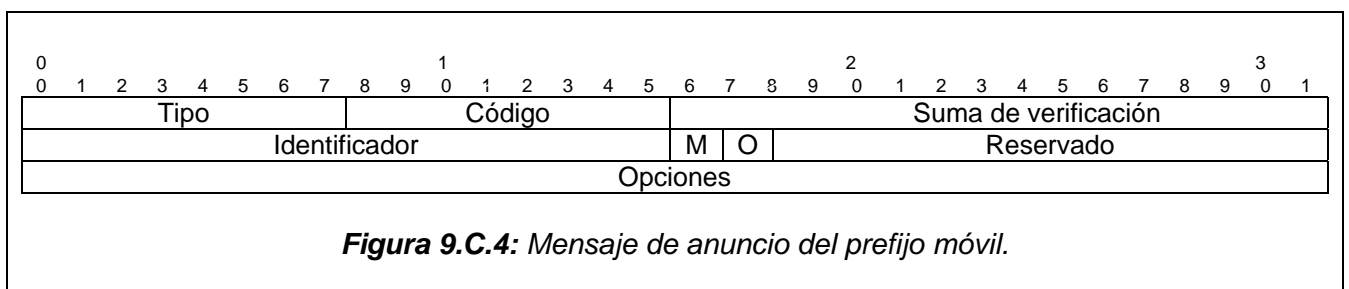 0 1 2 3
0 1 2 3 4 5 6 7 8 9 0 1 2 3 4 5 6 7 8 9 0 1 2 3 4 5 6 7 8 9 0 1
Tipo Código Suma de verificación
Identificador M O Reservado
Opciones
Figura 9.C.4: Mensaje de anuncio del prefijo móvil.